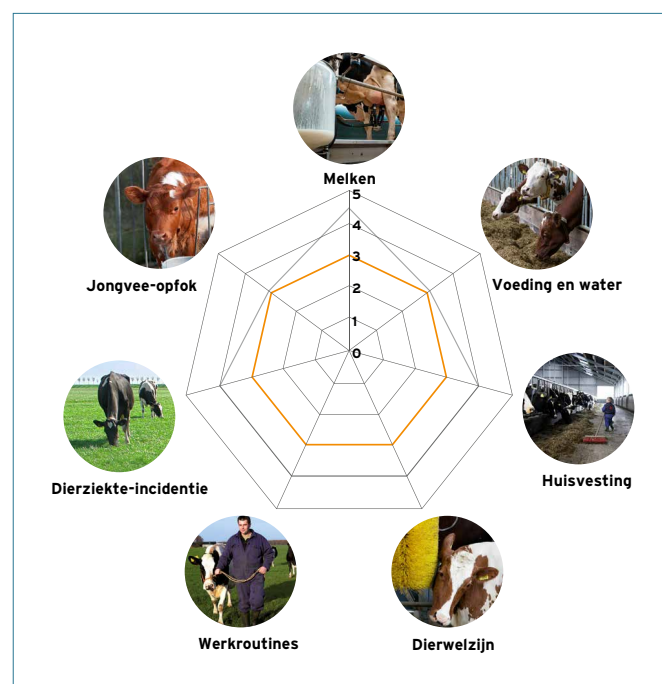 Melken
5
4
3
2
1
0
Voeding en water
Jongvee-opfok
Huisvesting
Dierziekte-incidentie
Werkroutines
Dierwelzijn